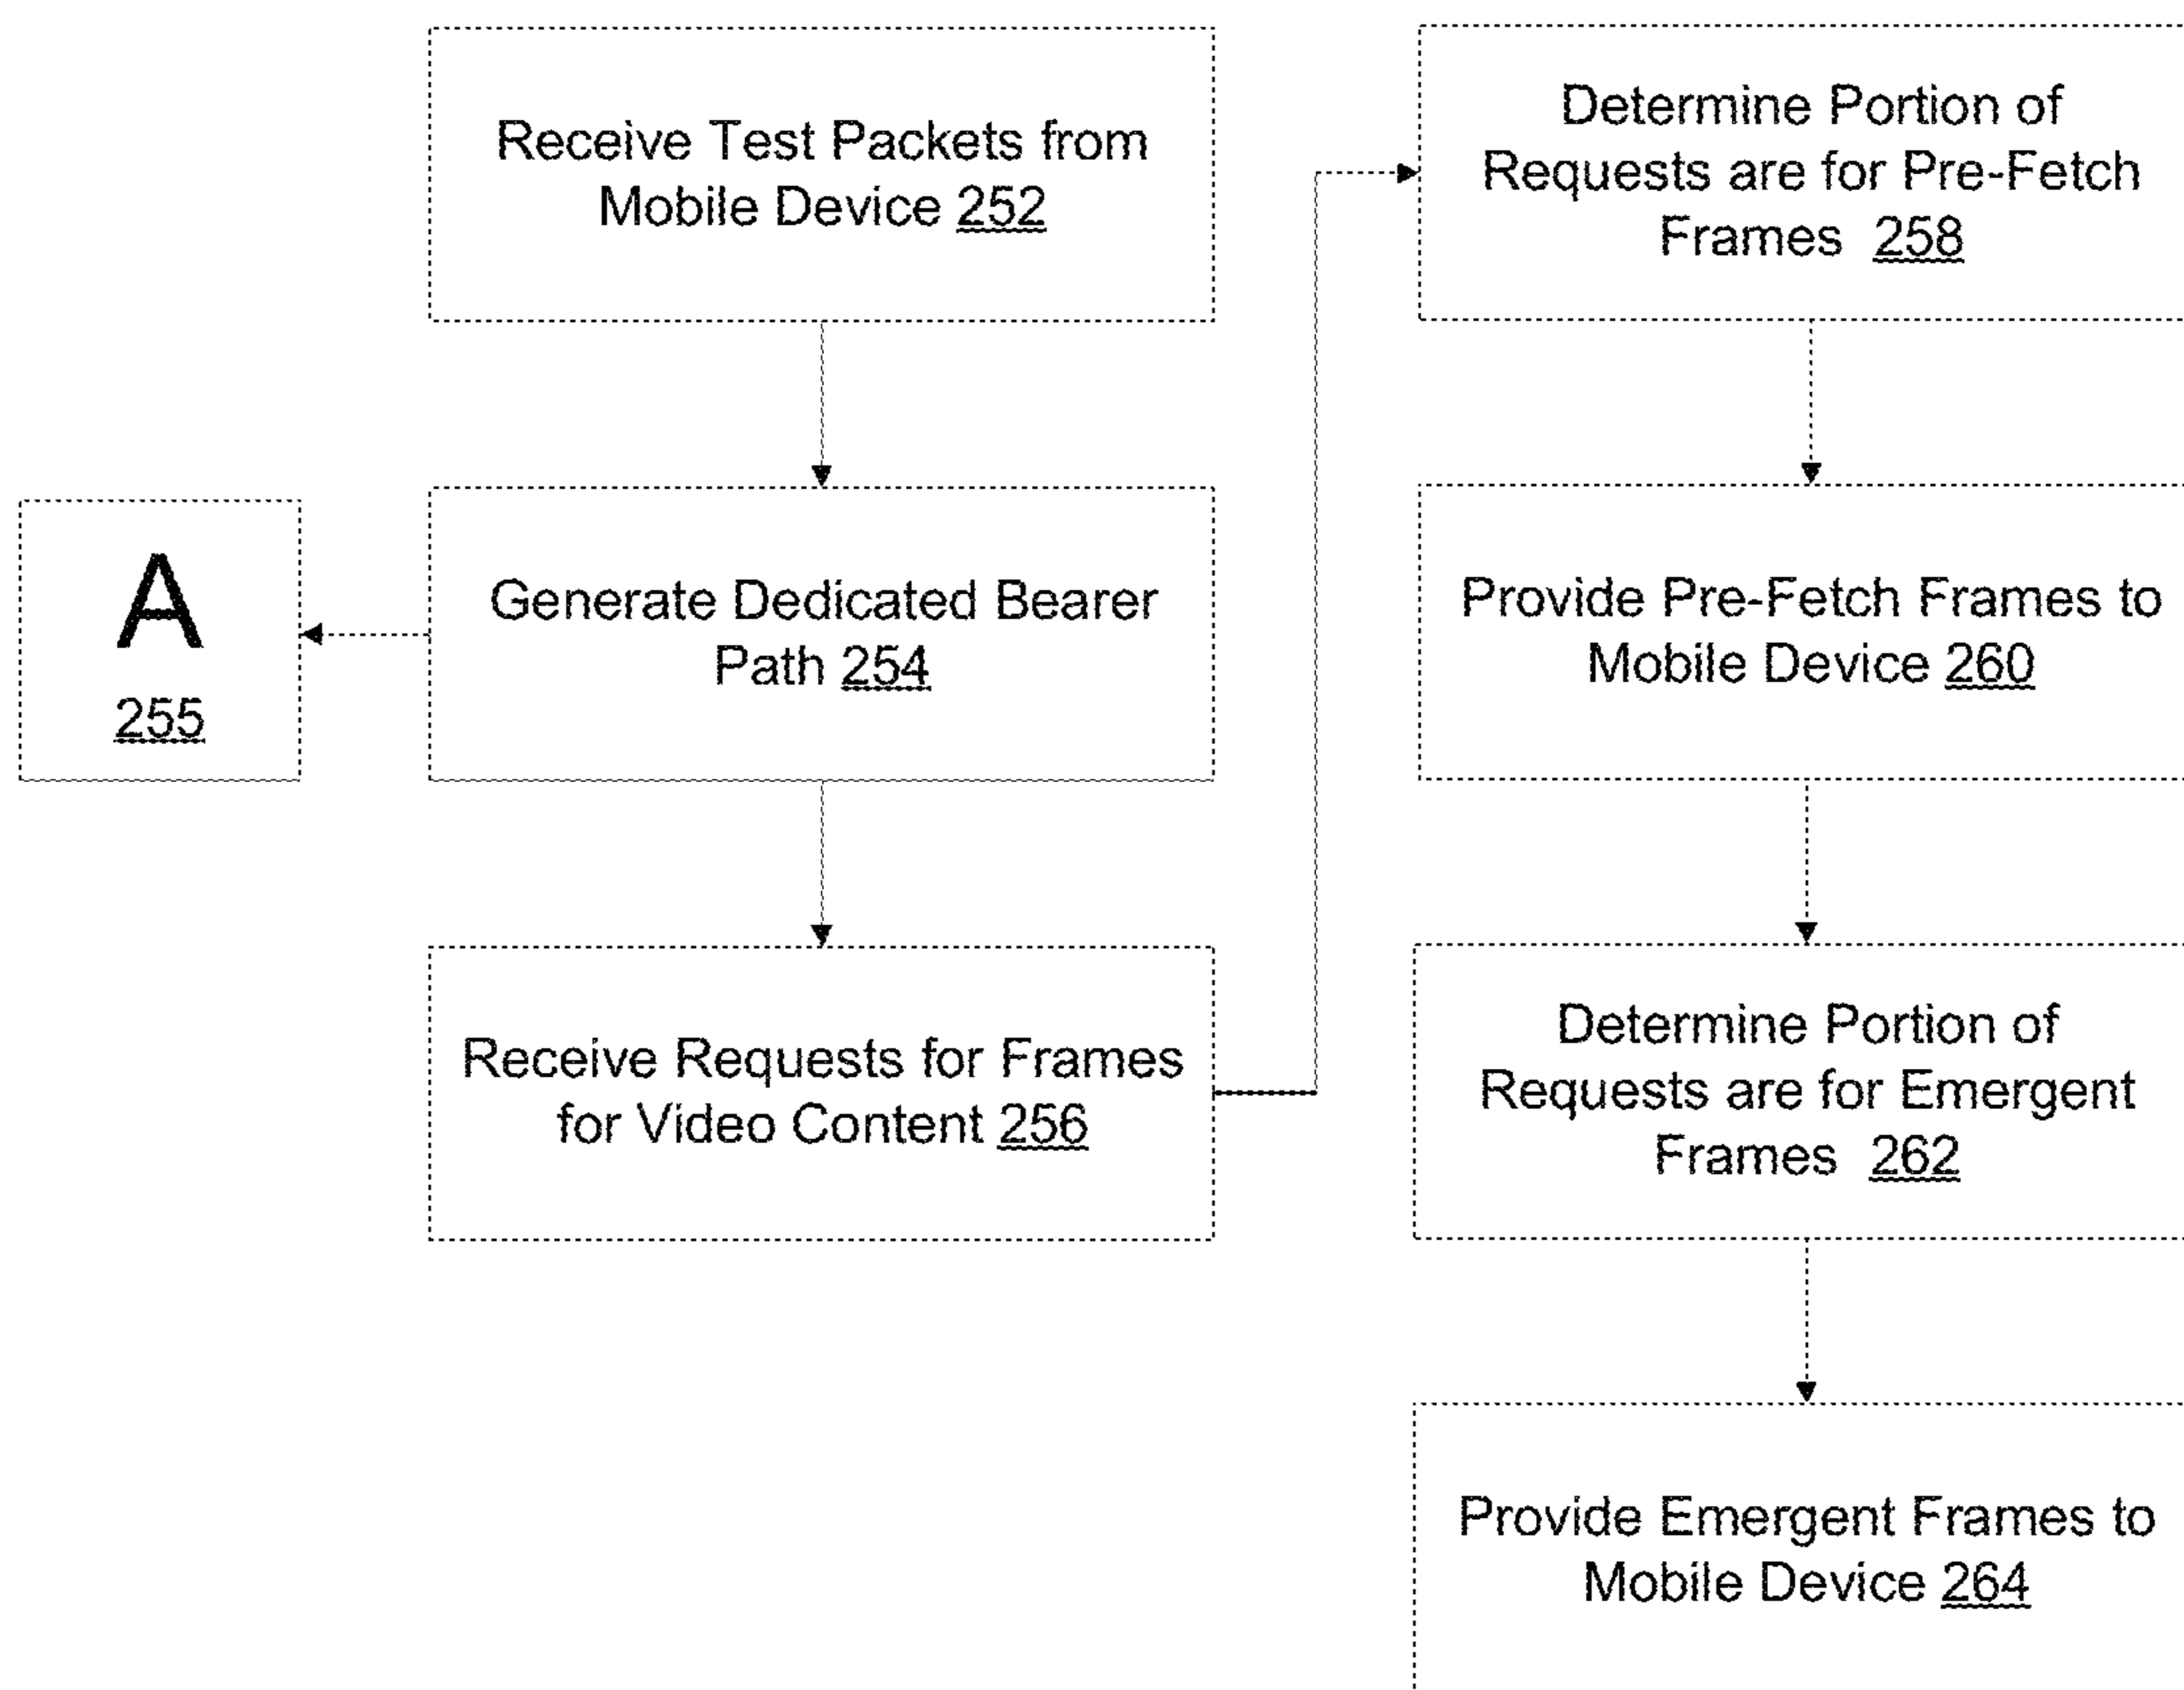 Receive Test Packets from
Mobile Device 252
A
255
Generate Dedicated Bearer
Path 254
Receive Requests for Frames
for Video Content 256
Determine Portion of
Requests are for Pre-Fetch
Frames 258
Provide Pre-Fetch Frames to
Mobile Device 260
Determine Portion of
Requests are for Emergent
Frames 262
Provide Emergent Frames to
Mobile Device 264